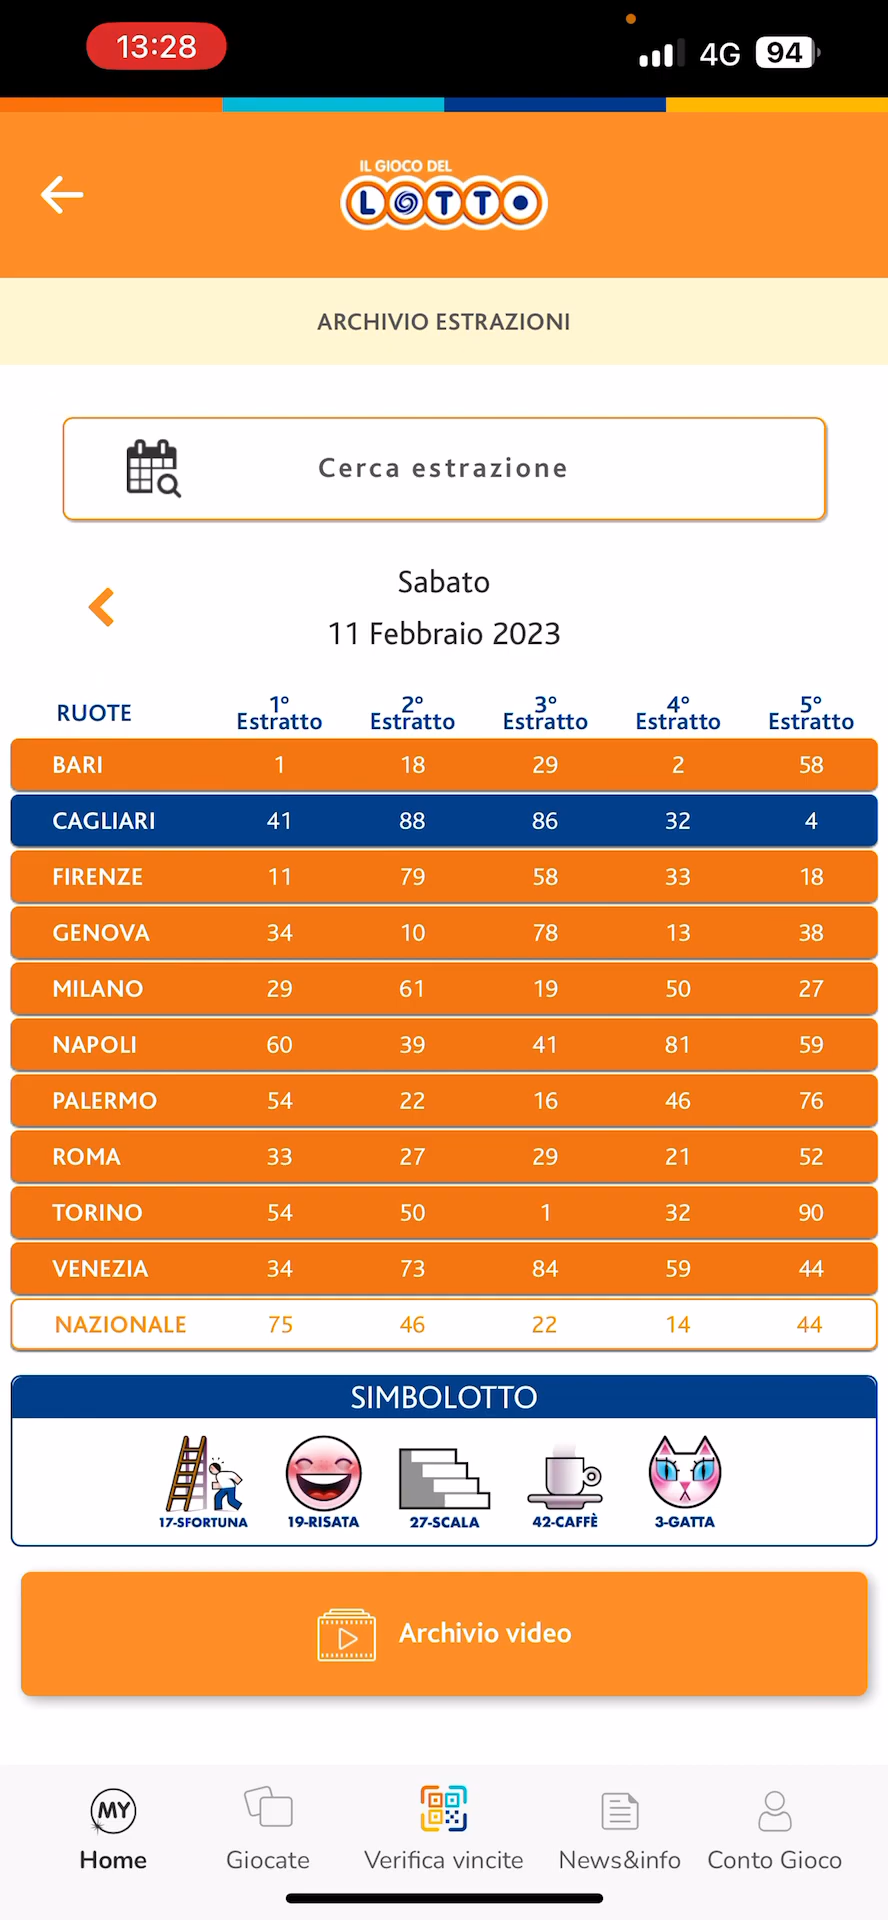 13:28 4G 94
IL GIOCO DEL
LOTTO
ARCHIVIO ESTRAZIONI
Cerca estrazione
Sabato
11 Febbraio 2023
RUOTE 1° Estratto 2° Estratto 3° Estratto 4° Estratto 5° Estratto
BARI 1 18 29 2 58
CAGLIARI 41 88 86 32 4
FIRENZE 11 79 58 33 18
GENOVA 34 10 78 13 38
MILANO 29 61 19 50 27
NAPOLI 60 39 41 81 59
PALERMO 54 22 16 46 76
ROMA 33 27 29 21 52
TORINO 54 50 1 32 90
VENEZIA 34 73 84 59 44
NAZIONALE 75 46 22 14 44
SIMBOLOTTO
17-SFORTUNA 19-RISATA 27-SCALA 42-CAFFÈ 3-GATTA
Archivio video
MY
Home Giocate Verifica vincite News&info Conto Gioco